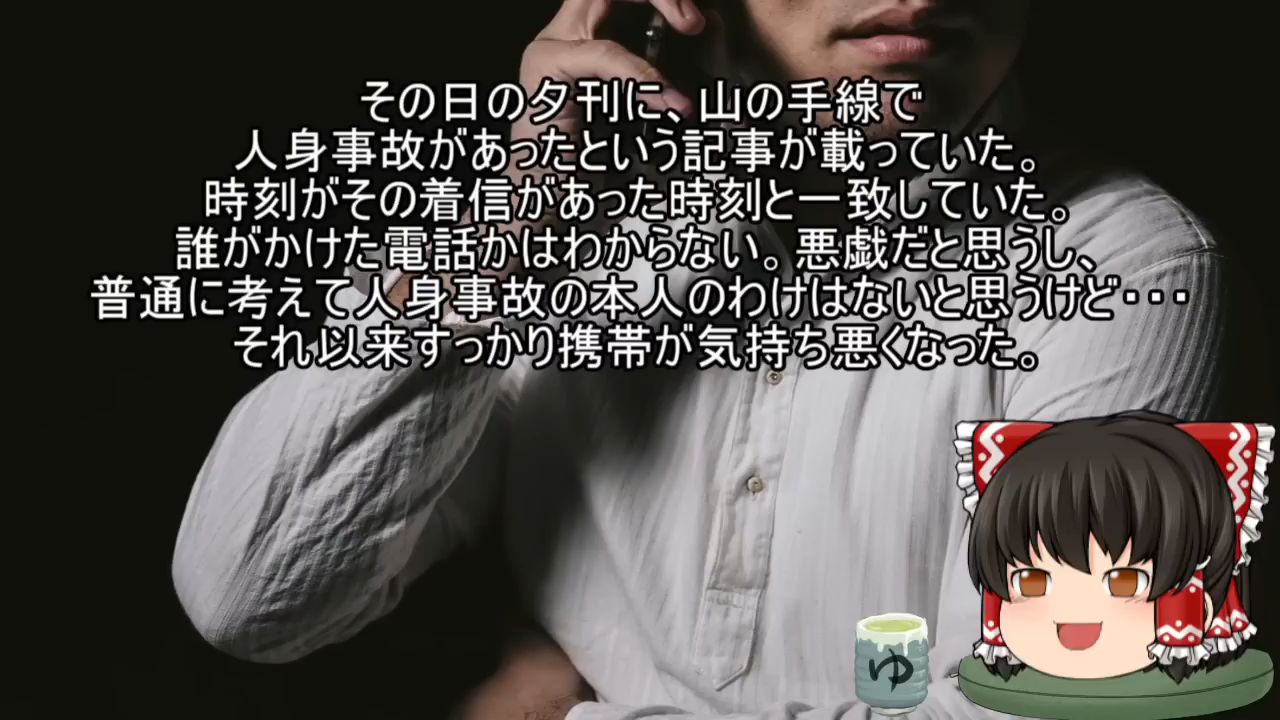 その日の夕刊に、山の手線で
人身事故があったという記事が載っていた。
時刻がその着信があった時刻と一致していた。
誰がかけた電話かはわからない。悪戯だと思うし、
普通に考えて人身事故の本人のわけはないと思うけど・・・
それ以来すっかり携帯が気持ち悪くなった。
ゆ